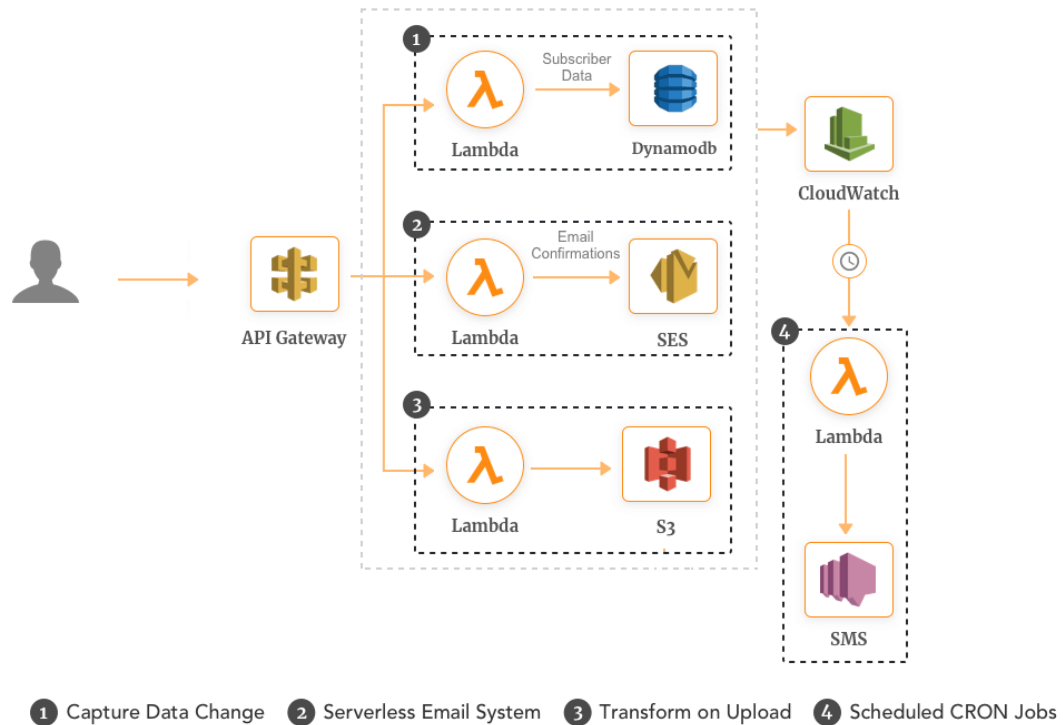 1
Subscriber
Data
λ
Lambda
Dynamodb
CloudWatch
2
Email
Confirmations
λ
API Gateway
Lambda
SES
4
λ
Lambda
3
λ
Lambda
S3
SMS
1 Capture Data Change 2 Serverless Email System 3 Transform on Upload 4 Scheduled CRON Jobs